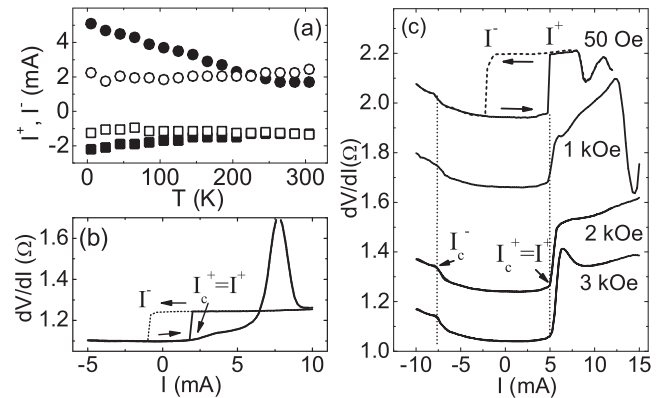 (a)
I⁺, I⁻ (mA)
5
2
0
-2
0
100
200
300
T (K)
(b)
dV/dI (Ω)
1.6
1.4
1.2
I⁻
I_c⁺=I⁺
-5
0
5
10
I (mA)
(c)
dV/dI(Ω)
2.2
2.0
1.8
1.6
1.4
1.2
1.0
I⁻
I⁺
50 Oe
1 kOe
2 kOe
3 kOe
I_c⁻
I_c⁺=I⁺
-10
-5
0
5
10
15
I (mA)